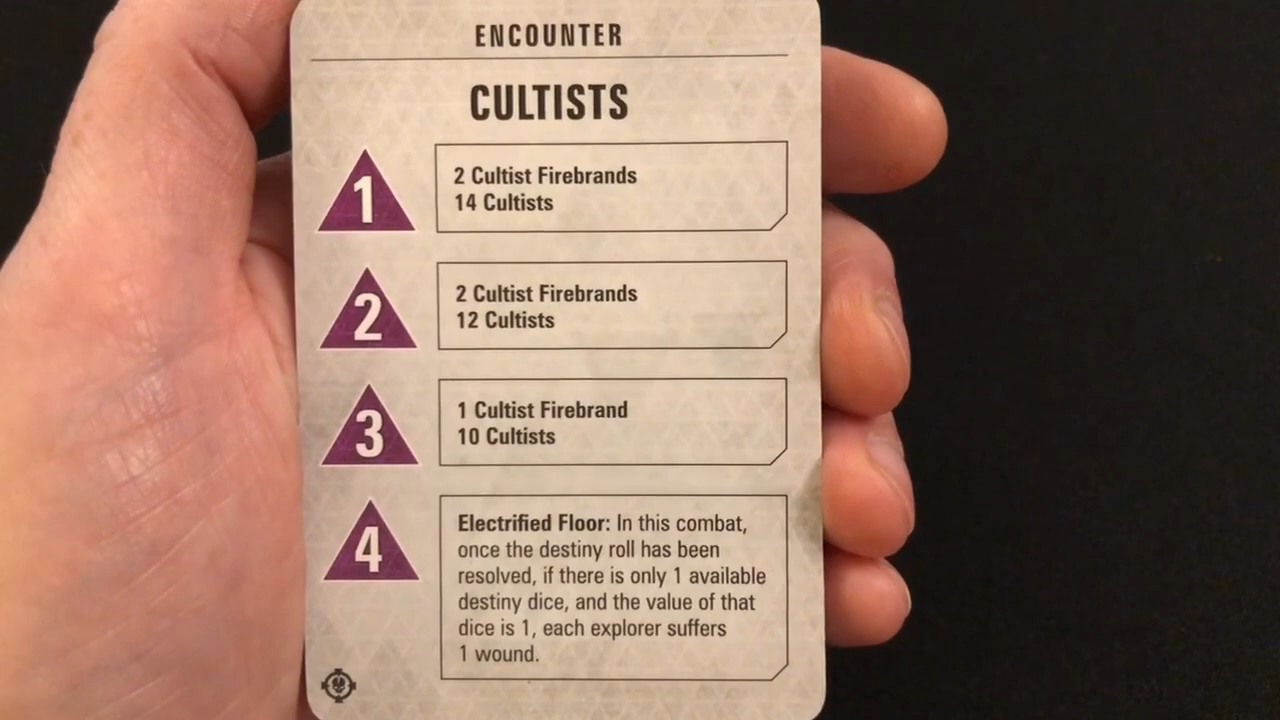 ENCOUNTER
CULTISTS
1
2 Cultist Firebrands
14 Cultists
2
2 Cultist Firebrands
12 Cultists
3
1 Cultist Firebrand
10 Cultists
4
Electrified Floor: In this combat,
once the destiny roll has been
resolved, if there is only 1 available
destiny dice, and the value of that
dice is 1, each explorer suffers
1 wound.